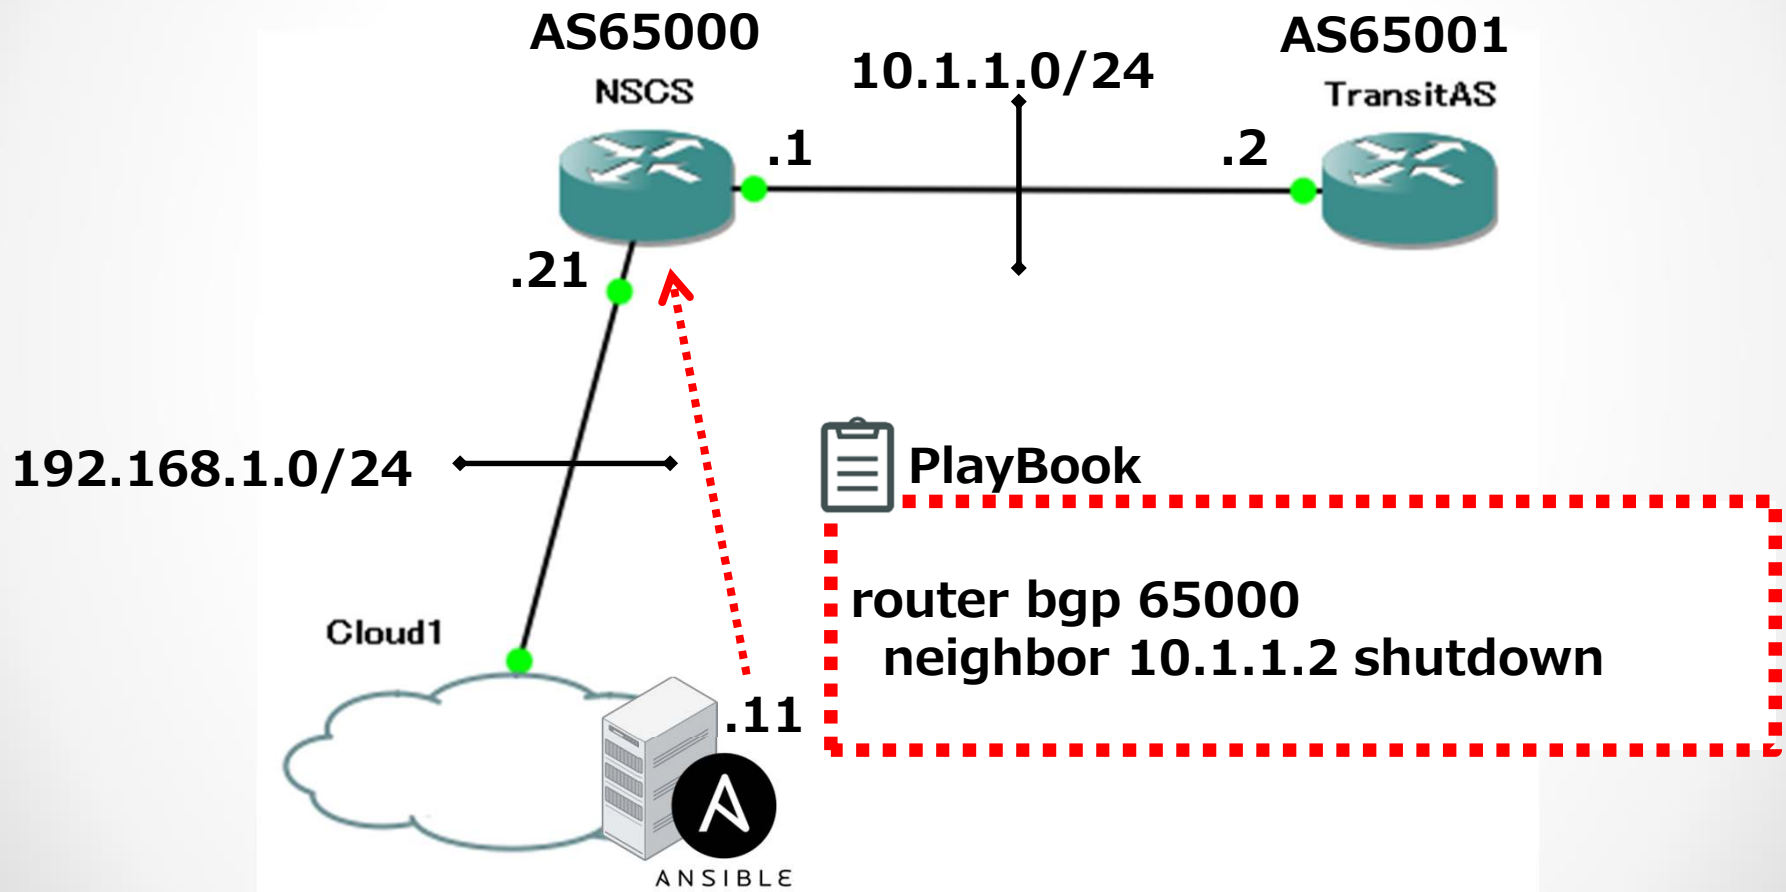 AS65000
AS65001
NSCS
10.1.1.0/24
TransitAS
.1
.2
.21
192.168.1.0/24
PlayBook
router bgp 65000
neighbor 10.1.1.2 shutdown
Cloud1
.11
ANSIBLE